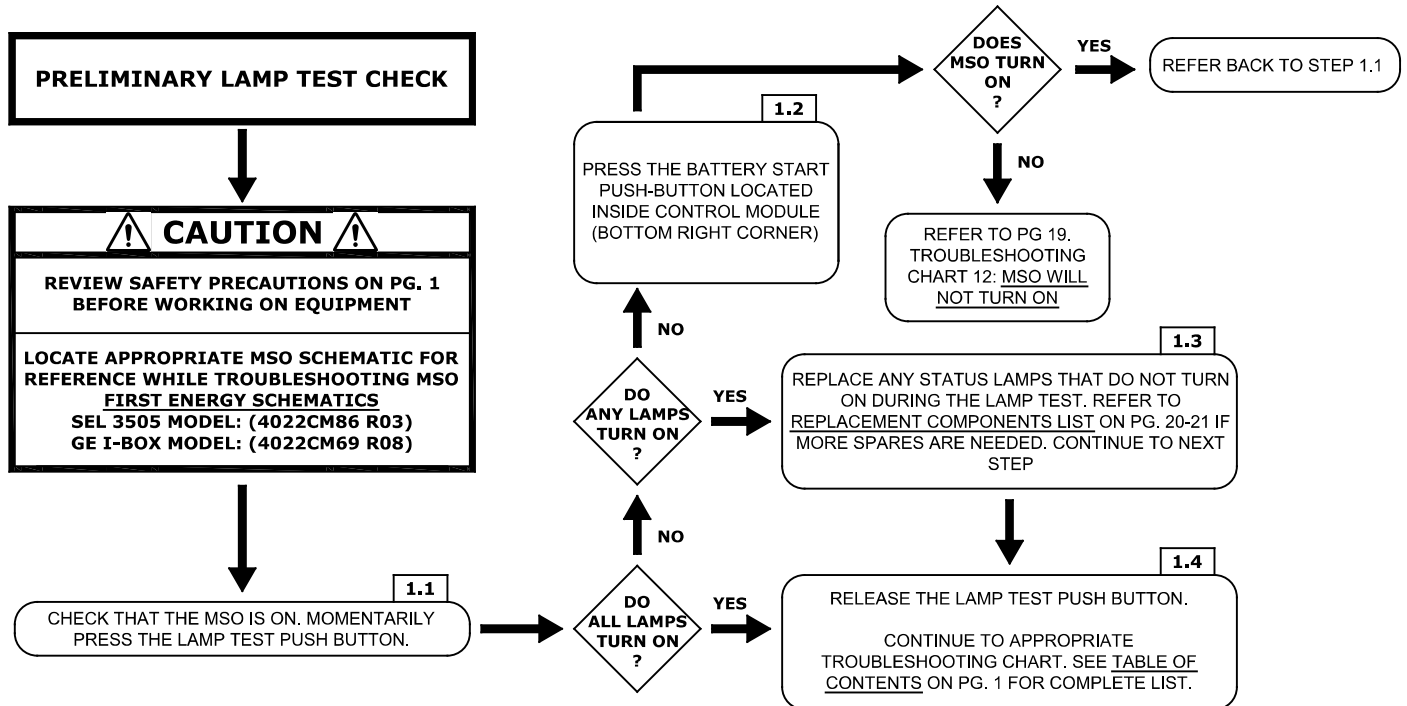 PRELIMINARY LAMP TEST CHECK
CAUTION
REVIEW SAFETY PRECAUTIONS ON PG. 1
BEFORE WORKING ON EQUIPMENT
LOCATE APPROPRIATE MSO SCHEMATIC FOR
REFERENCE WHILE TROUBLESHOOTING MSO
FIRST ENERGY SCHEMATICS
SEL 3505 MODEL: (4022CM86 R03)
GE I-BOX MODEL: (4022CM69 R08)
1.1
CHECK THAT THE MSO IS ON. MOMENTARILY
PRESS THE LAMP TEST PUSH BUTTON.
DO
ALL LAMPS
TURN ON
?
YES
NO
DO
ANY LAMPS
TURN ON
?
YES
NO
1.2
PRESS THE BATTERY START
PUSH-BUTTON LOCATED
INSIDE CONTROL MODULE
(BOTTOM RIGHT CORNER)
DOES
MSO TURN
ON
?
YES
REFER BACK TO STEP 1.1
NO
REFER TO PG 19.
TROUBLESHOOTING
CHART 12: MSO WILL
NOT TURN ON
1.3
REPLACE ANY STATUS LAMPS THAT DO NOT TURN
ON DURING THE LAMP TEST. REFER TO
REPLACEMENT COMPONENTS LIST ON PG. 20-21 IF
MORE SPARES ARE NEEDED. CONTINUE TO NEXT
STEP
1.4
RELEASE THE LAMP TEST PUSH BUTTON.
CONTINUE TO APPROPRIATE
TROUBLESHOOTING CHART. SEE TABLE OF
CONTENTS ON PG. 1 FOR COMPLETE LIST.